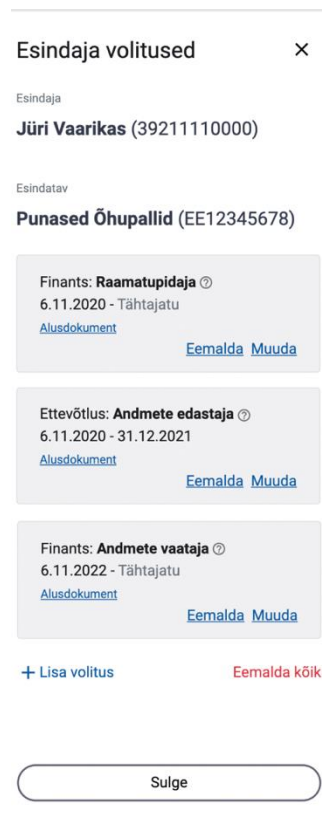 Esindaja volitused
Esindaja
Jüri Vaarikas (39211110000)
Esindatav
Punased Õhupallid (EE12345678)
Finants: Raamatupidaja ?
6.11.2020 - Tähtajatu
Alusdokument
Eemalda Muuda
Ettevõtlus: Andmete edastaja ?
6.11.2020 - 31.12.2021
Alusdokument
Eemalda Muuda
Finants: Andmete vaataja ?
6.11.2022 - Tähtajatu
Alusdokument
Eemalda Muuda
+ Lisa volitus Eemalda kõik
Sulge